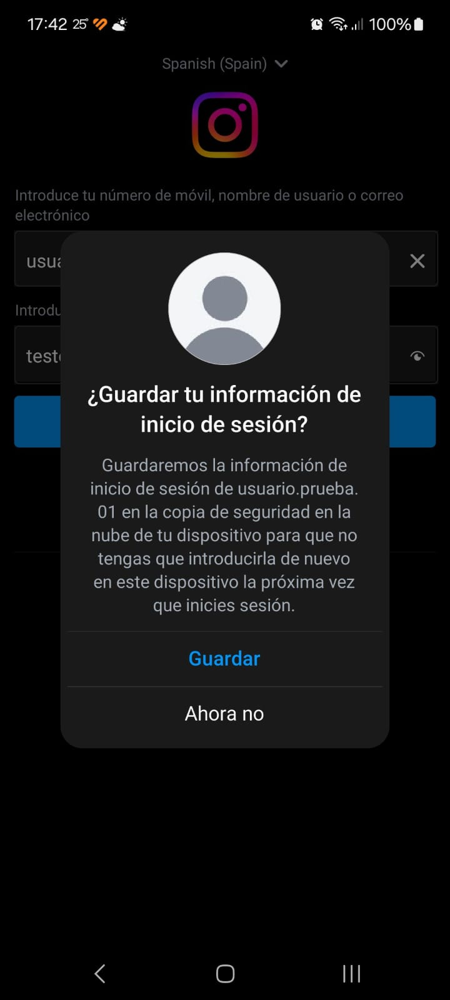 17:42 25° 100%
Spanish (Spain)
Introduce tu número de móvil, nombre de usuario o correo
electrónico
usua
Introdu
test
¿Guardar tu información de
inicio de sesión?
Guardaremos la información de
inicio de sesión de usuario.prueba.
01 en la copia de seguridad en la
nube de tu dispositivo para que no
tengas que introducirla de nuevo
en este dispositivo la próxima vez
que inicies sesión.
Guardar
Ahora no